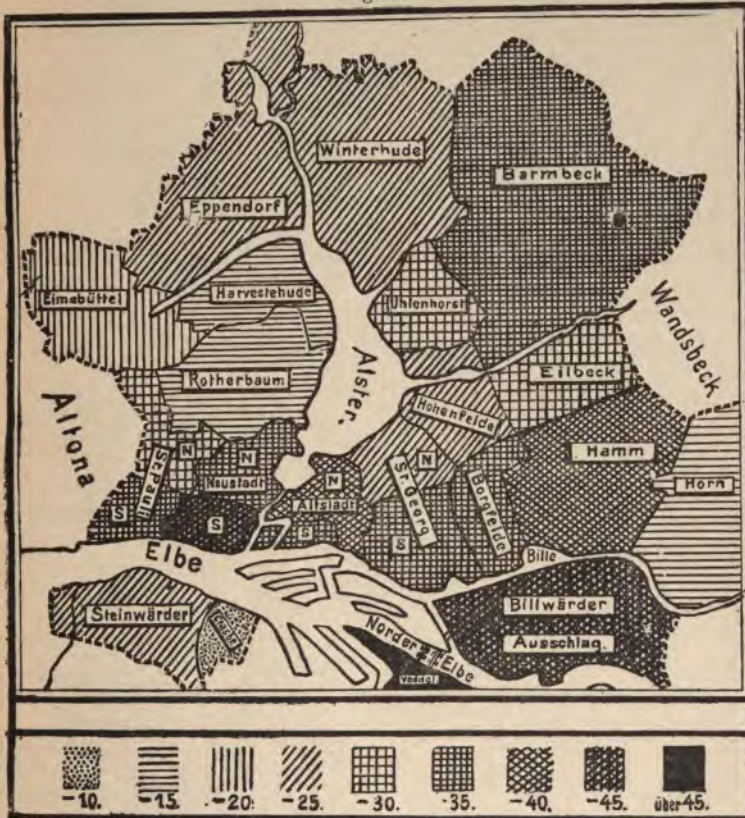 Winterhude
Barmbeck
Eppendorf
Eimsbüttel
Harvestehude
Uhlenhorst
Wandsbeck
Rotherbaum
Alster.
Eilbeck
Altona
Hohenfelde
St. Pauli
N
Neustadt
N
N
Altstadt
N
St. Georg
Borgfelde
Hamm
Horn
S
S
S
S
Elbe
Bille
Steinwärder
Billwärder
Ausschlag.
Norder
Elbe
-10. -15. -20. -25. -30. -35. -40. -45. über 45.